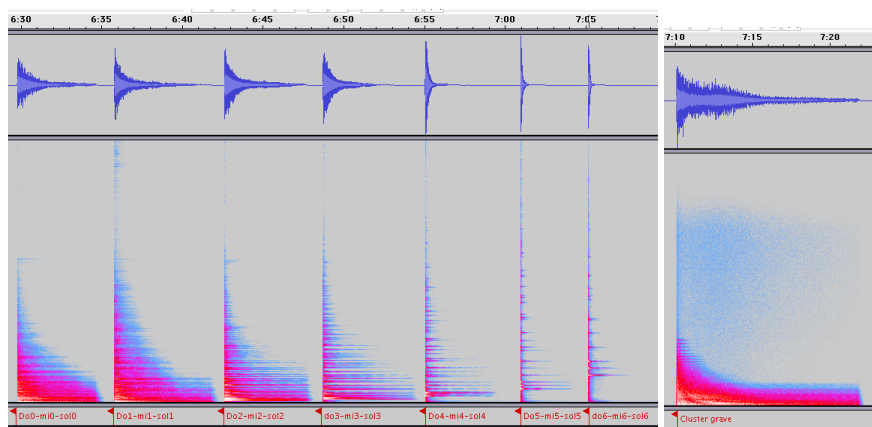 6:30 6:35 6:40 6:45 6:50 6:55 7:00 7:05
7:10 7:15 7:20
Do0-mi0-sol0 Do1-mi1-sol1 Do2-mi2-sol2 do3-mi3-sol3 Do4-mi4-sol4 Do5-mi5-sol5 do6-mi6-sol6
Cluster grave